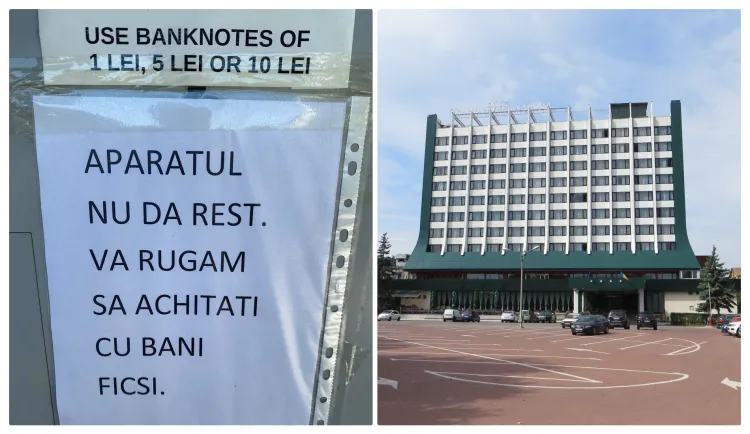 USE BANKNOTES OF
1 LEI, 5 LEI OR 10 LEI
APARATUL
NU DA REST.
VA RUGAM
SA ACHITATI
CU BANI
FICSI.